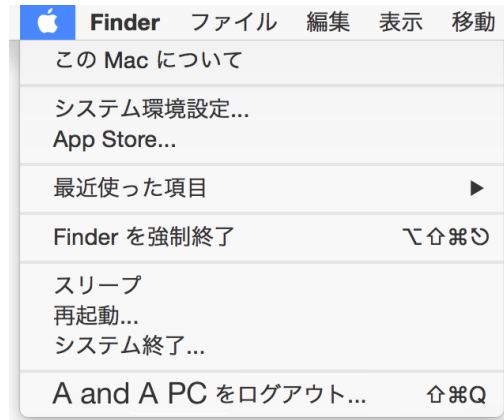 Finder ファイル 編集 表示 移動
この Mac について
システム環境設定...
App Store...
最近使った項目 ▶
Finder を強制終了 ⌥⇧⌘⎋
スリープ
再起動...
システム終了...
A and A PC をログアウト... ⇧⌘Q